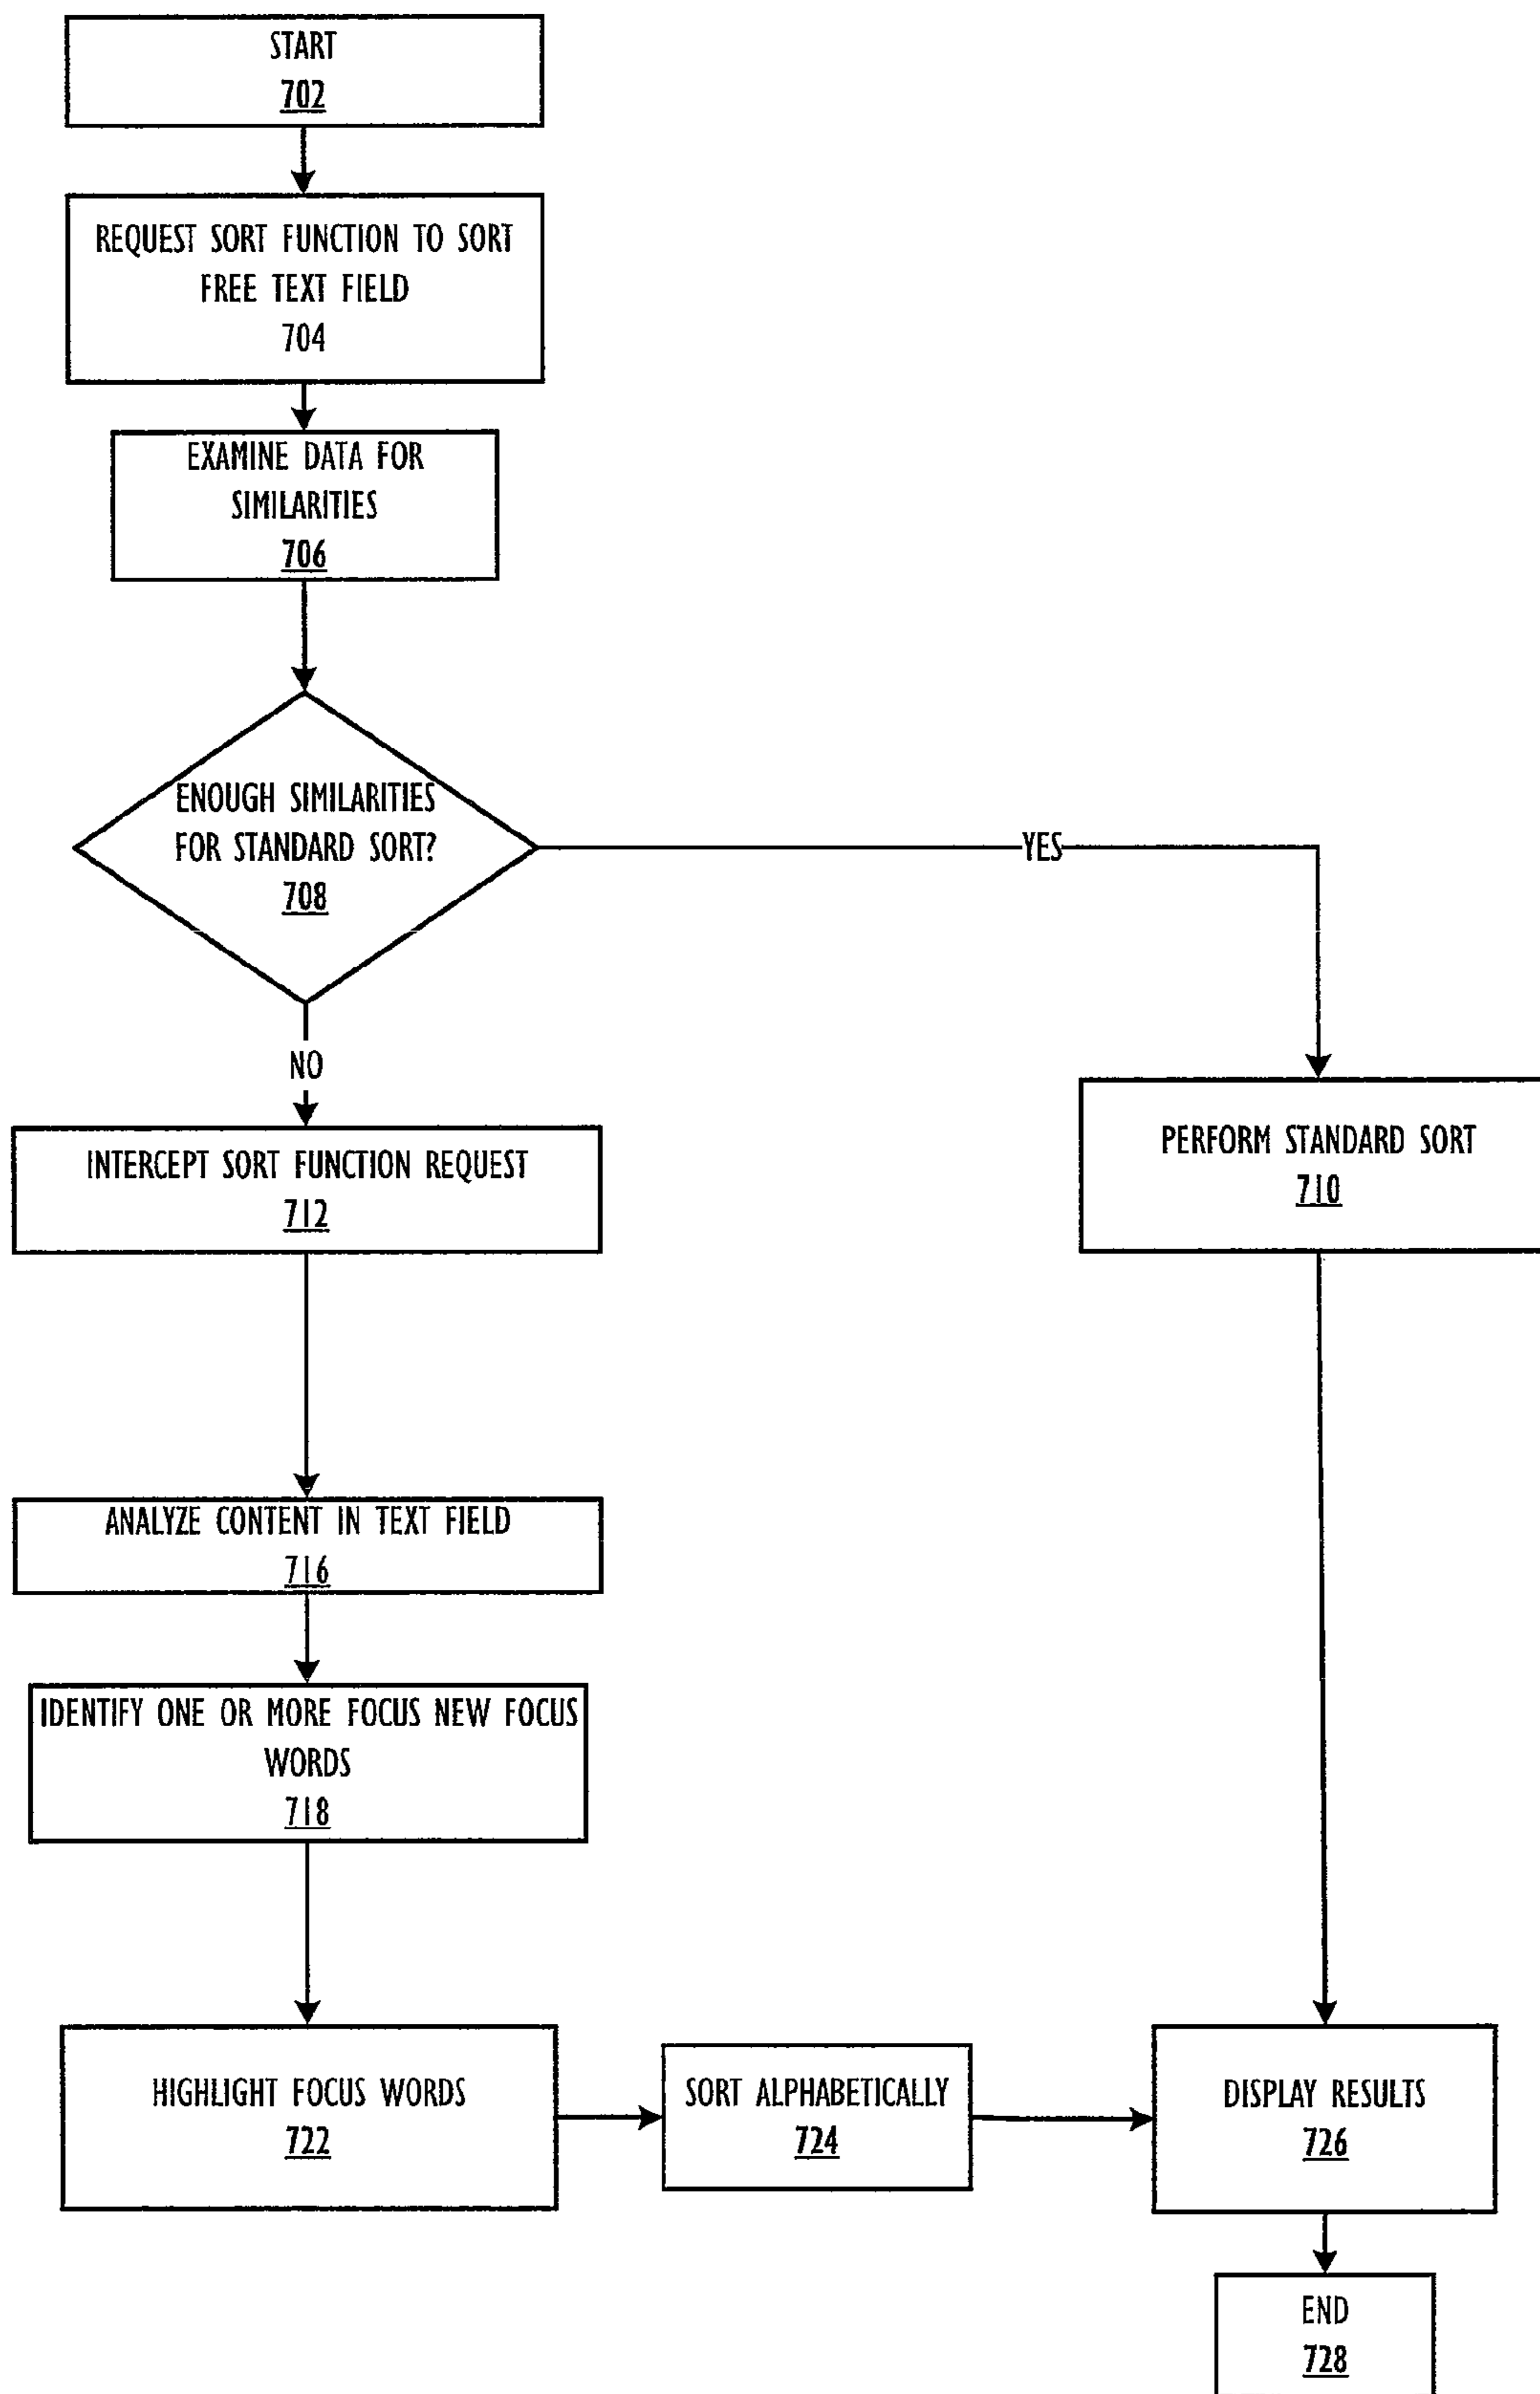 START
702
REQUEST SORT FUNCTION TO SORT
FREE TEXT FIELD
704
EXAMINE DATA FOR
SIMILARITIES
706
ENOUGH SIMILARITIES
FOR STANDARD SORT?
708
YES
NO
PERFORM STANDARD SORT
710
INTERCEPT SORT FUNCTION REQUEST
712
ANALYZE CONTENT IN TEXT FIELD
716
IDENTIFY ONE OR MORE FOCUS NEW FOCUS
WORDS
718
HIGHLIGHT FOCUS WORDS
722
SORT ALPHABETICALLY
724
DISPLAY RESULTS
726
END
728